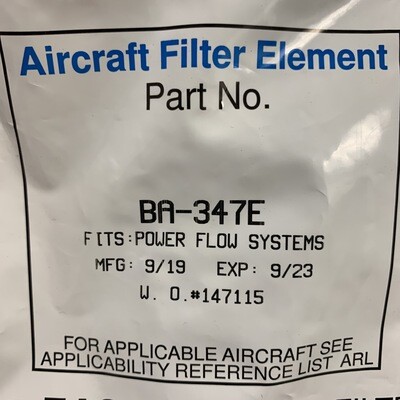 Aircraft Filter Element
Part No.
BA-347E
FITS:POWER FLOW SYSTEMS
MFG: 9/19 EXP: 9/23
W. O.#147115
FOR APPLICABLE AIRCRAFT SEE
APPLICABILITY REFERENCE LIST ARL